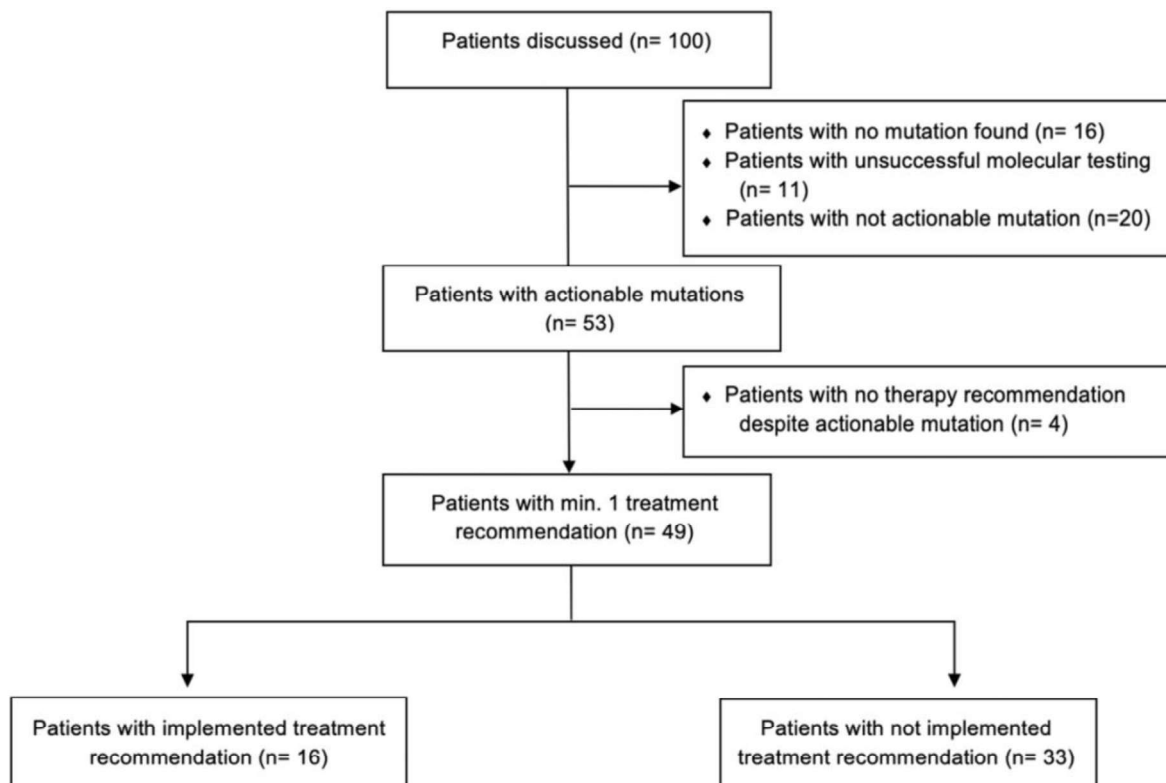 Patients discussed (n= 100)
♦ Patients with no mutation found (n= 16)
♦ Patients with unsuccessful molecular testing
(n= 11)
♦ Patients with not actionable mutation (n=20)
Patients with actionable mutations
(n= 53)
♦ Patients with no therapy recommendation
despite actionable mutation (n= 4)
Patients with min. 1 treatment
recommendation (n= 49)
Patients with implemented treatment
recommendation (n= 16)
Patients with not implemented
treatment recommendation (n= 33)